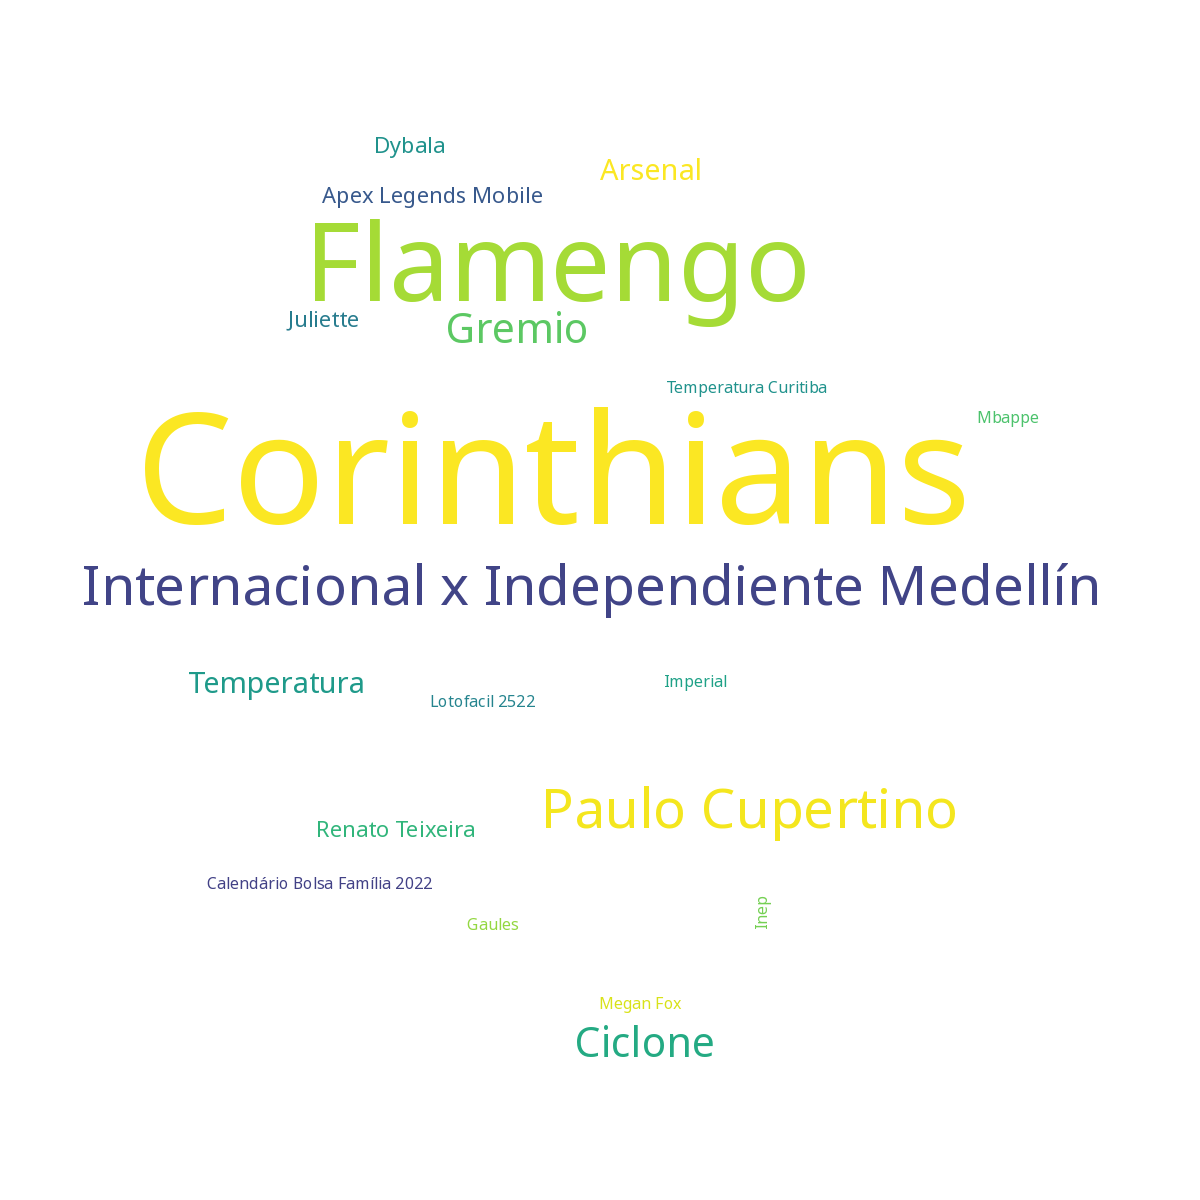 Dybala
Arsenal
Apex Legends Mobile
Flamengo
Juliette
Gremio
Temperatura Curitiba
Mbappe
Corinthians
Internacional x Independiente Medellín
Temperatura
Imperial
Lotofacil 2522
Paulo Cupertino
Renato Teixeira
Calendário Bolsa Família 2022
Inep
Gaules
Megan Fox
Ciclone